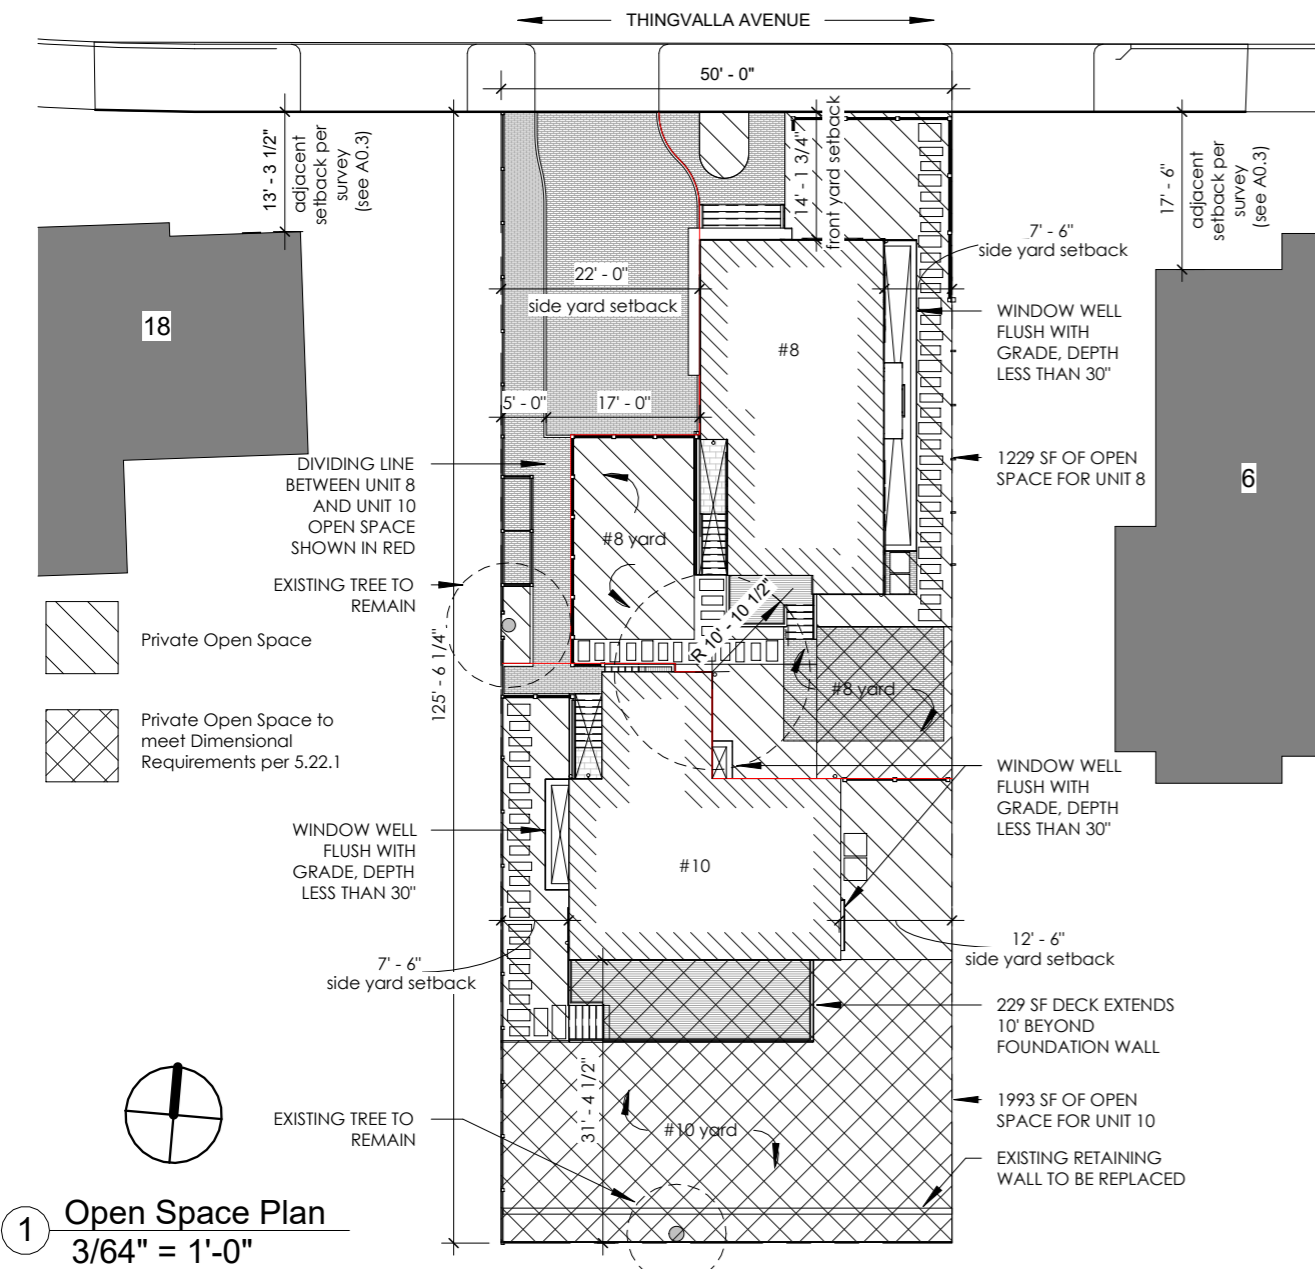 THINGVALLA AVENUE
50' - 0"
13' - 3 1/2"
adjacent
setback per
survey
(see A0.3)
14' - 1 3/4"
front yard setback
17' - 6"
adjacent
setback per
survey
(see A0.3)
7' - 6"
side yard setback
22' - 0"
side yard setback
18
#8
WINDOW WELL
FLUSH WITH
GRADE, DEPTH
LESS THAN 30"
5' - 0"
17' - 0"
DIVIDING LINE
BETWEEN UNIT 8
AND UNIT 10
OPEN SPACE
SHOWN IN RED
1229 SF OF OPEN
SPACE FOR UNIT 8
6
#8 yard
EXISTING TREE TO
REMAIN
R 10' - 10 1/2"
Private Open Space
125' - 6 1/4"
#8 yard
Private Open Space to
meet Dimensional
Requirements per 5.22.1
WINDOW WELL
FLUSH WITH
GRADE, DEPTH
LESS THAN 30"
WINDOW WELL
FLUSH WITH
GRADE, DEPTH
LESS THAN 30"
#10
7' - 6"
side yard setback
12' - 6"
side yard setback
229 SF DECK EXTENDS
10' BEYOND
FOUNDATION WALL
31' - 4 1/2"
EXISTING TREE TO
REMAIN
#10 yard
1993 SF OF OPEN
SPACE FOR UNIT 10
EXISTING RETAINING
WALL TO BE REPLACED
1
Open Space Plan
3/64" = 1'-0"